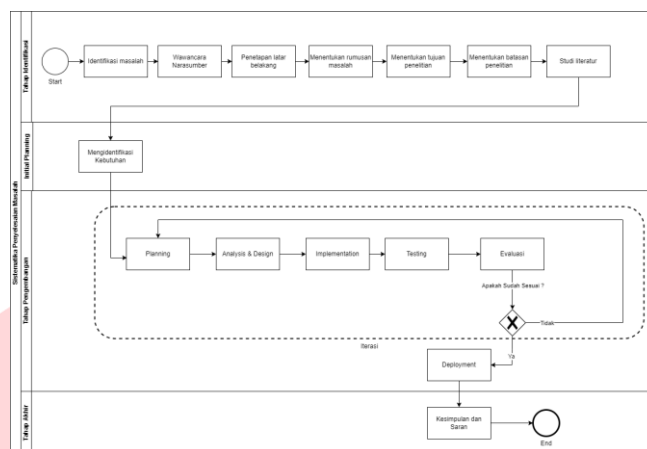 Sistematika Penyelesaian Masalah
Tahap Identifikasi
Start
Identifikasi masalah
Wawancara
Narasumber
Penetapan latar
belakang
Menentukan rumusan
masalah
Menentukan tujuan
penelitian
Menentukan batasan
penelitian
Studi literatur
Initial Planning
Mengidentifikasi
Kebutuhan
Tahap Pengembangan
Planning
Analysis & Design
Implementation
Testing
Evaluasi
Apakah Sudah Sesuai ?
Tidak
Iterasi
Ya
Deployment
Tahap Akhir
Kesimpulan dan
Saran
End